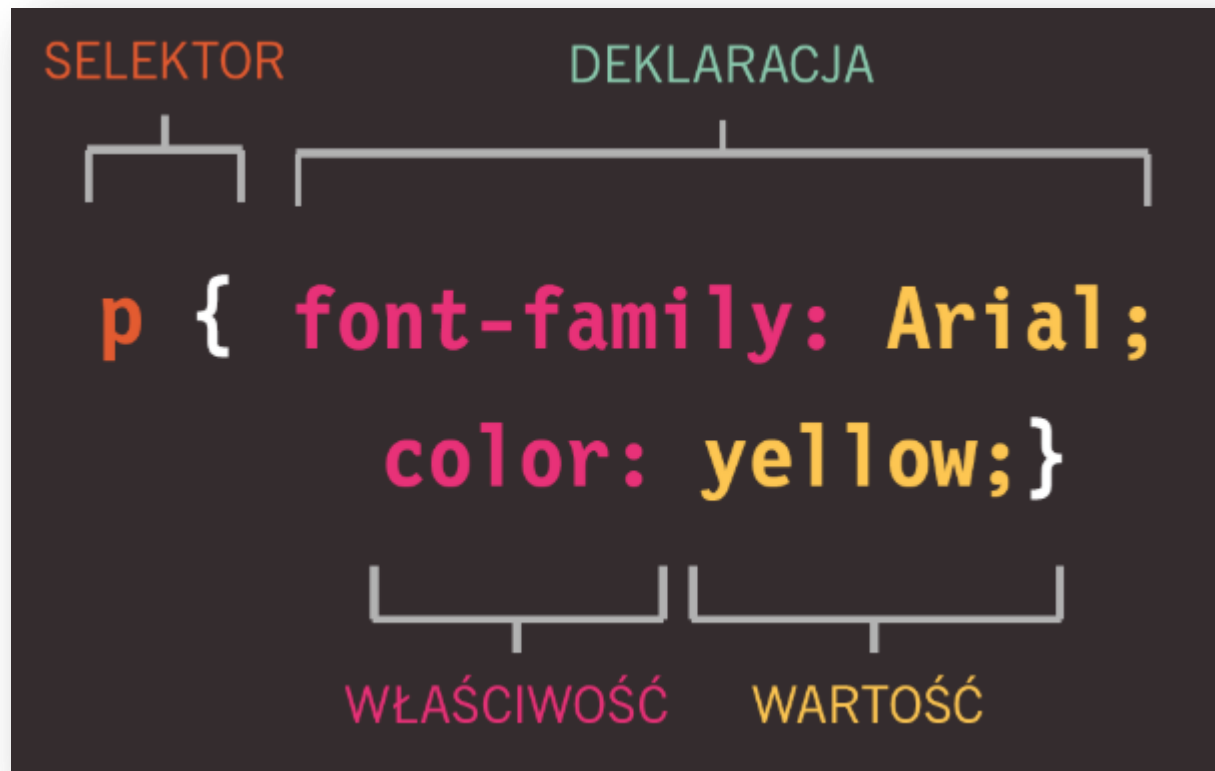 SELEKTOR DEKLARACJA
p { font-family: Arial;
color: yellow;}
WŁAŚCIWOŚĆ WARTOŚĆ